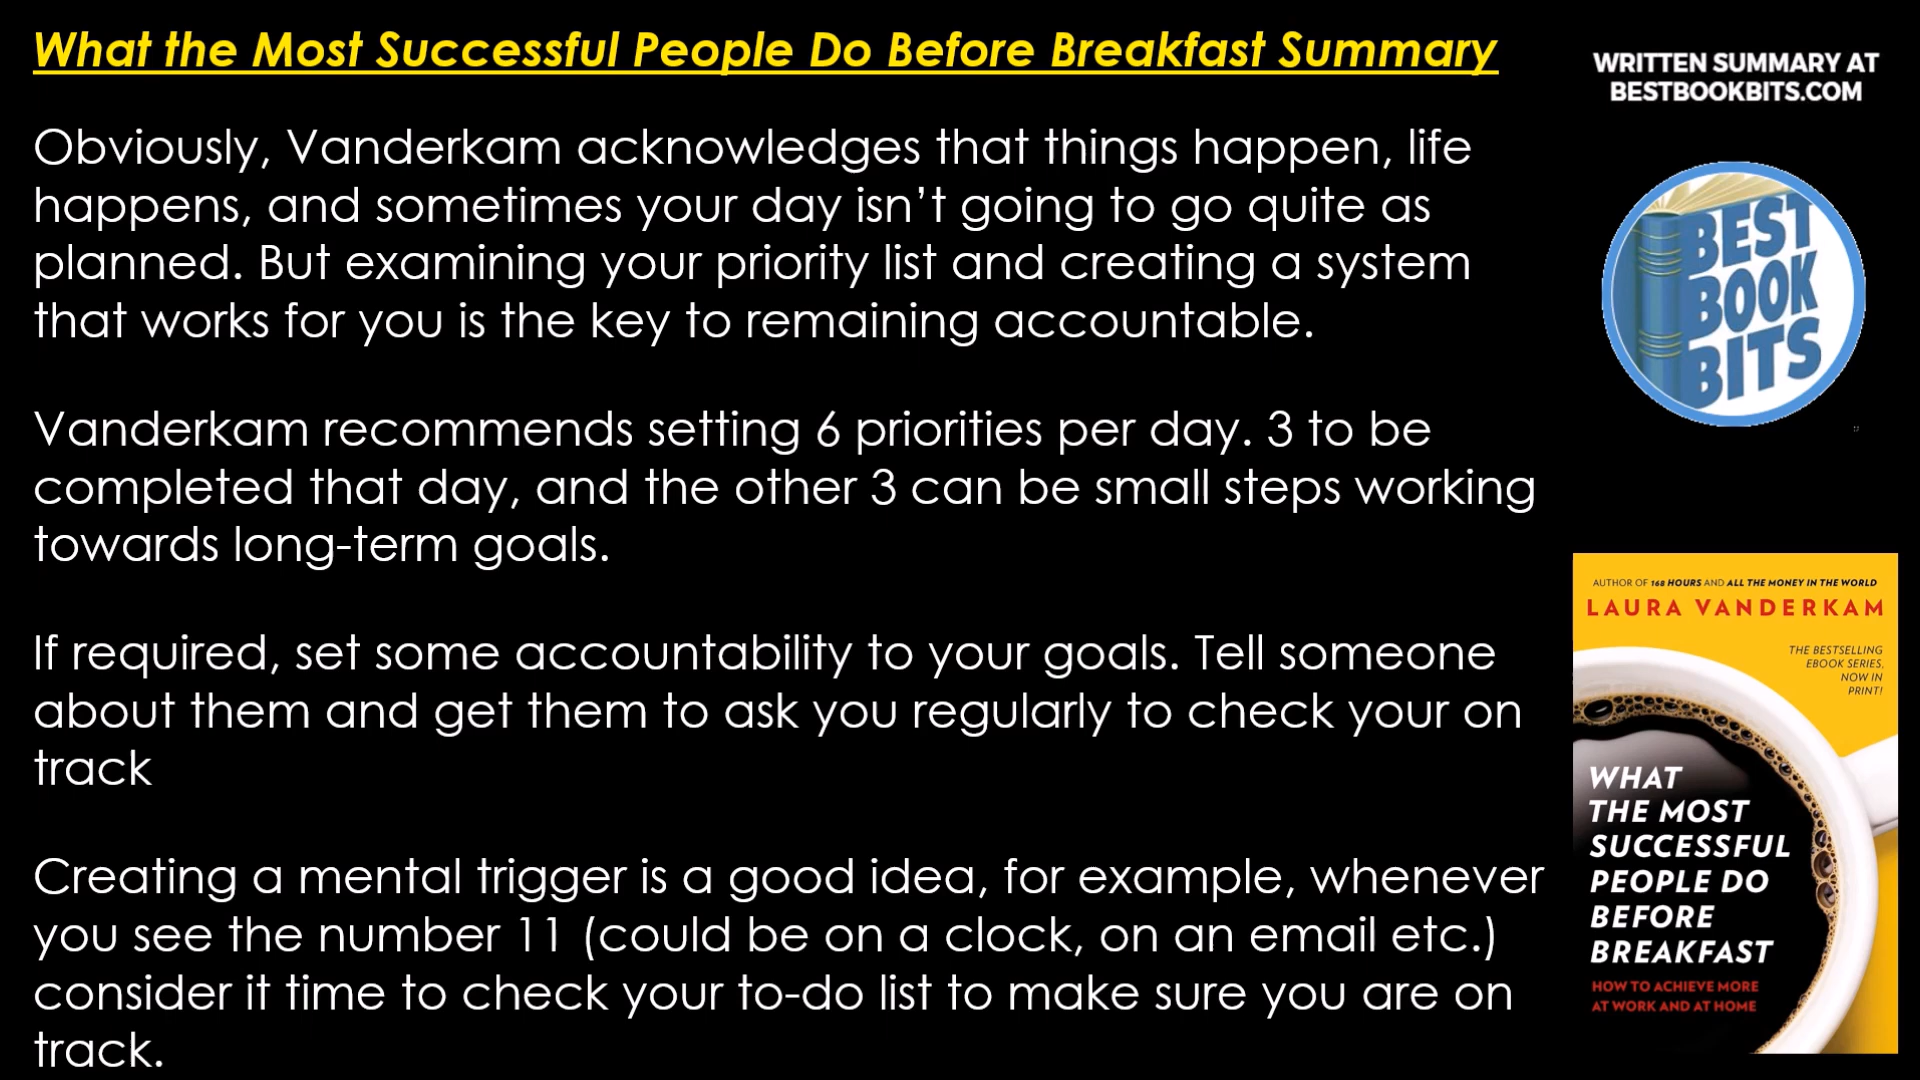 What the Most Successful People Do Before Breakfast Summary
Obviously, Vanderkam acknowledges that things happen, life
happens, and sometimes your day isn’t going to go quite as
planned. But examining your priority list and creating a system
that works for you is the key to remaining accountable.
Vanderkam recommends setting 6 priorities per day. 3 to be
completed that day, and the other 3 can be small steps working
towards long-term goals.
If required, set some accountability to your goals. Tell someone
about them and get them to ask you regularly to check your on
track
Creating a mental trigger is a good idea, for example, whenever
you see the number 11 (could be on a clock, on an email etc.)
consider it time to check your to-do list to make sure you are on
track.
WRITTEN SUMMARY AT
BESTBOOKBITS.COM
BEST
BOOK
BITS
AUTHOR OF 168 HOURS AND ALL THE MONEY IN THE WORLD
LAURA VANDERKAM
THE BESTSELLING
EBOOK SERIES,
NOW IN
PRINT!
WHAT
THE MOST
SUCCESSFUL
PEOPLE DO
BEFORE
BREAKFAST
HOW TO ACHIEVE MORE
AT WORK AND AT HOME